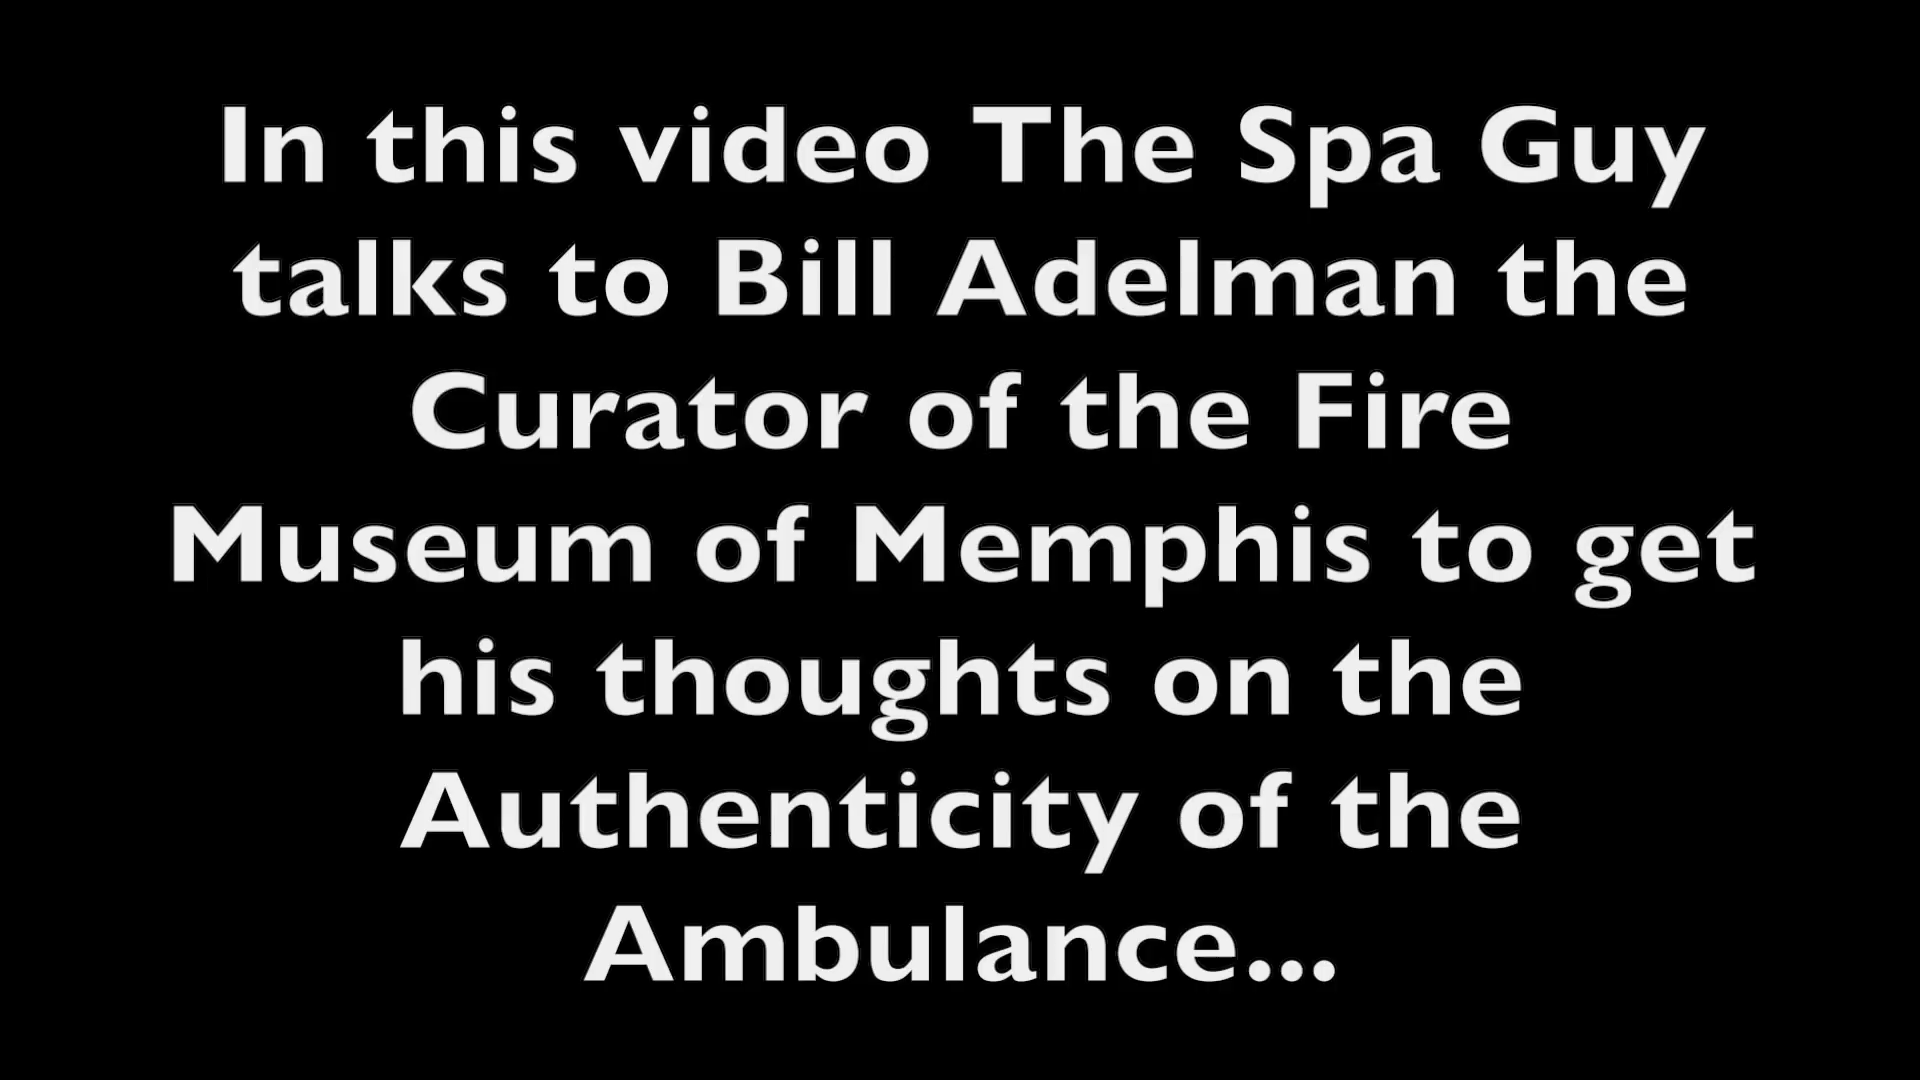 In this video The Spa Guy
talks to Bill Adelman the
Curator of the Fire
Museum of Memphis to get
his thoughts on the
Authenticity of the
Ambulance...